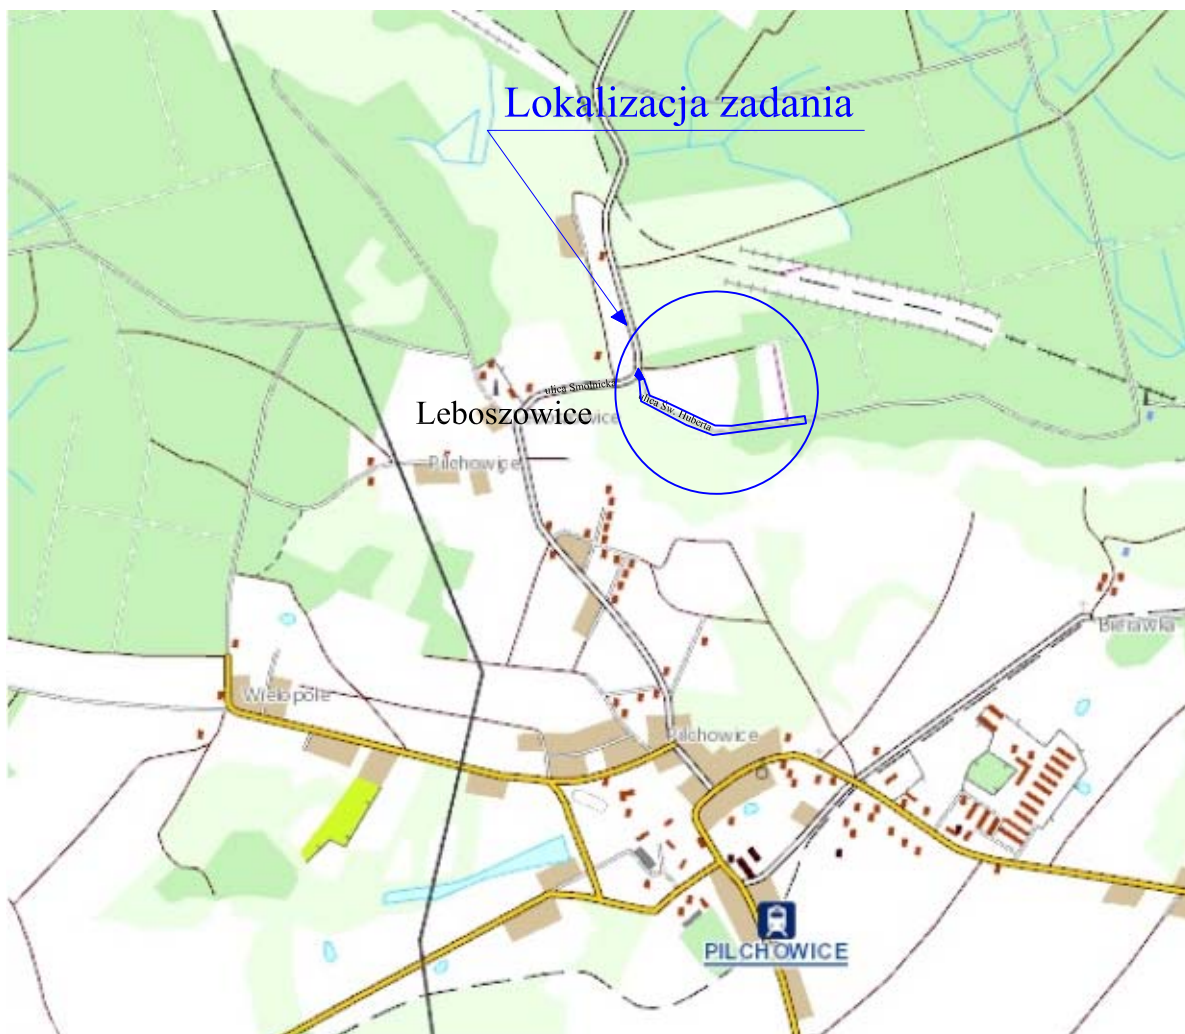 Lokalizacja zadania
ulica Smolnicka
ulica Św. Huberta
Leboszowice
Pilchowice
Bierawka
Wielopole
Pilchowice
PILCHOWICE